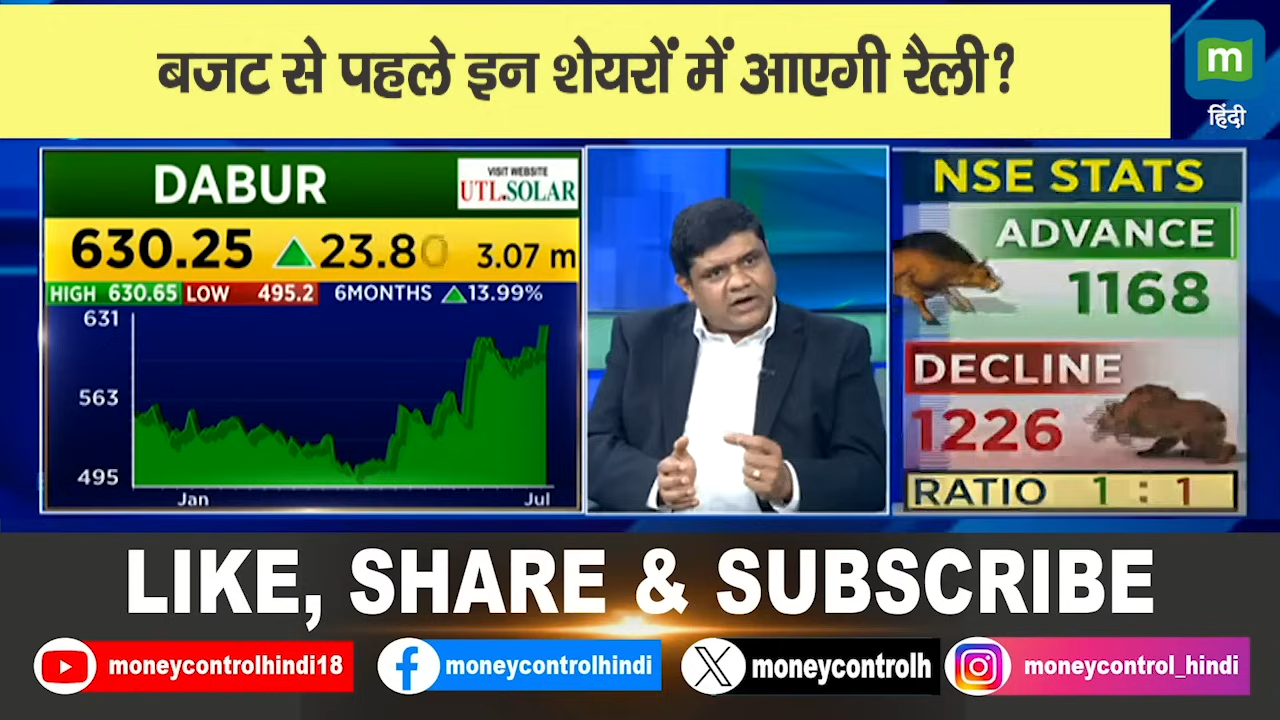 बजट से पहले इन शेयरों में आएगी रैली?
m
हिंदी
DABUR
VISIT WEBSITE
UTL.SOLAR
630.25 ▲23.80 3.07 m
HIGH 630.65 LOW 495.2 6MONTHS ▲13.99%
631
563
495
Jan Jul
NSE STATS
ADVANCE
1168
DECLINE
1226
RATIO 1 : 1
LIKE, SHARE & SUBSCRIBE
moneycontrolhindi18 moneycontrolhindi moneycontrolh moneycontrol_hindi